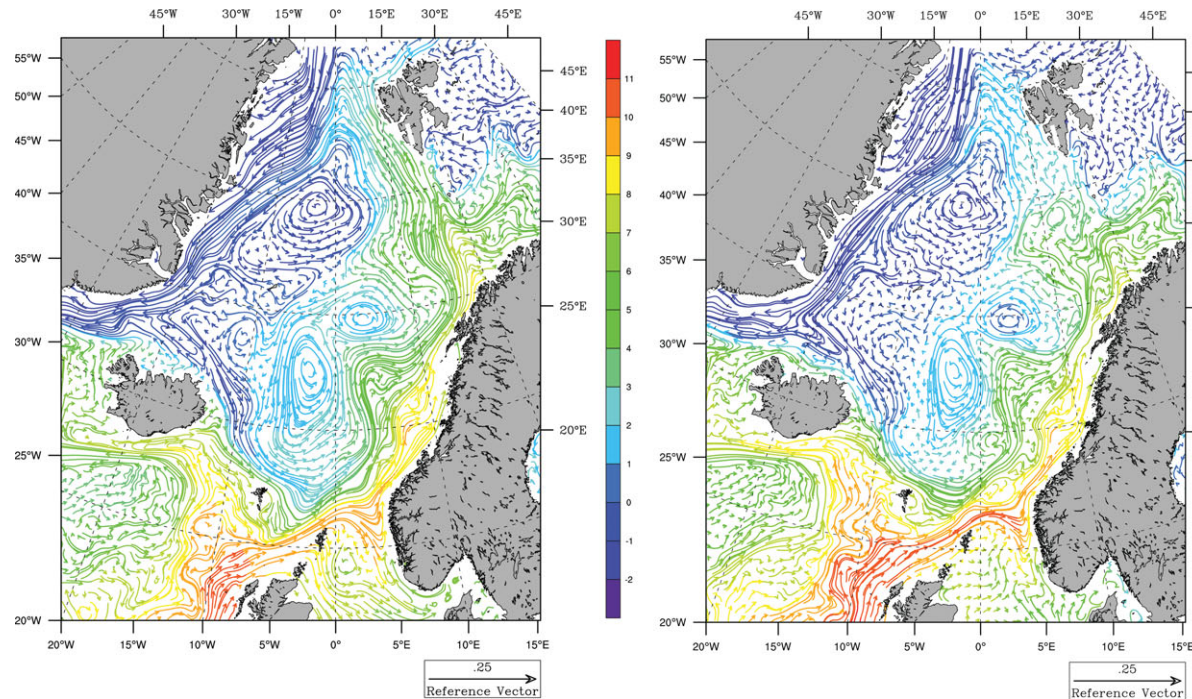 45°W 30°W 15°W 0° 15°E 30°E 45°E
55°W
50°W
45°W
40°W
35°W
30°W
25°W
20°W
45°E
40°E
35°E
30°E
25°E
20°E
20°W 15°W 10°W 5°W 0° 5°E 10°E 15°E
.25
Reference Vector
11
10
9
8
7
6
5
4
3
2
1
0
-1
-2
45°W 30°W 15°W 0° 15°E 30°E 45°E
55°W
50°W
45°W
40°W
35°W
30°W
25°W
20°W
20°W 15°W 10°W 5°W 0° 5°E 10°E 15°E
.25
Reference Vector